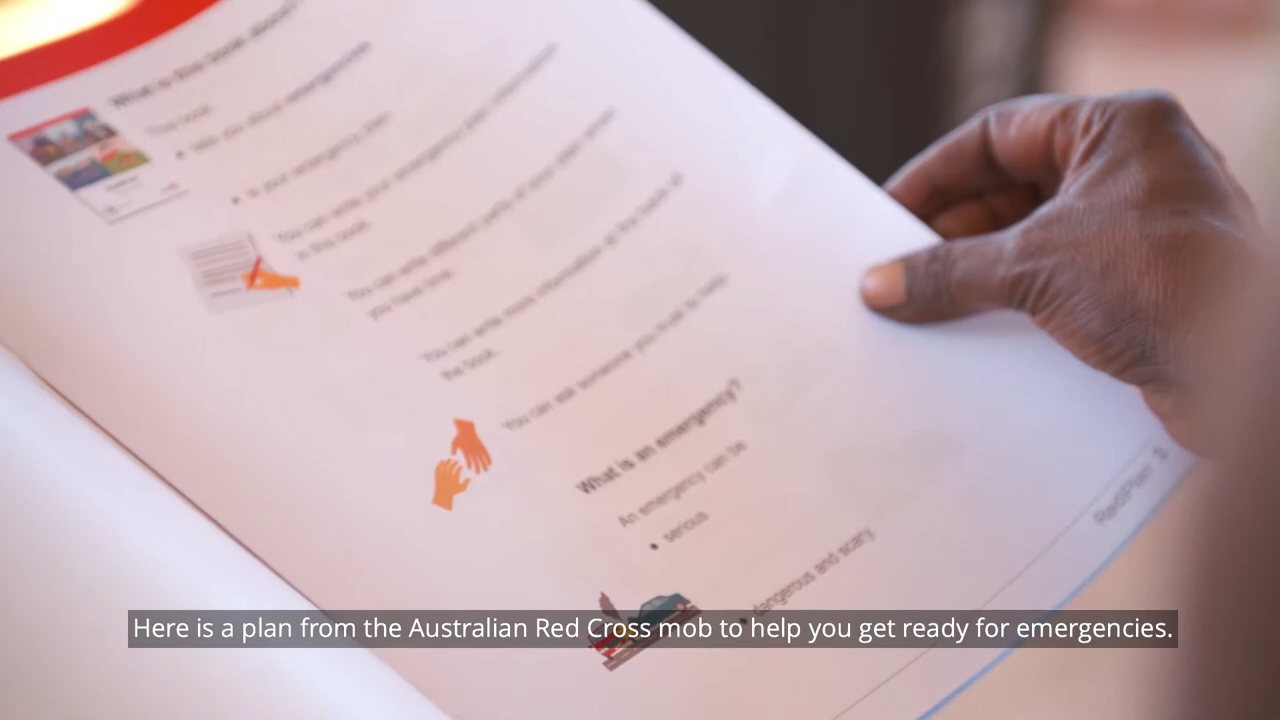 What is this book about?
This book
• tells you about emergencies
• is your emergency plan.
You can write your emergency plan information
in this book.
You can write different parts of your plan when
you have time.
You can write more information at the back of
the book.
You can ask someone you trust to help.
What is an emergency?
An emergency can be
• serious
• dangerous and scary.
RediPlan
Here is a plan from the Australian Red Cross mob to help you get ready for emergencies.